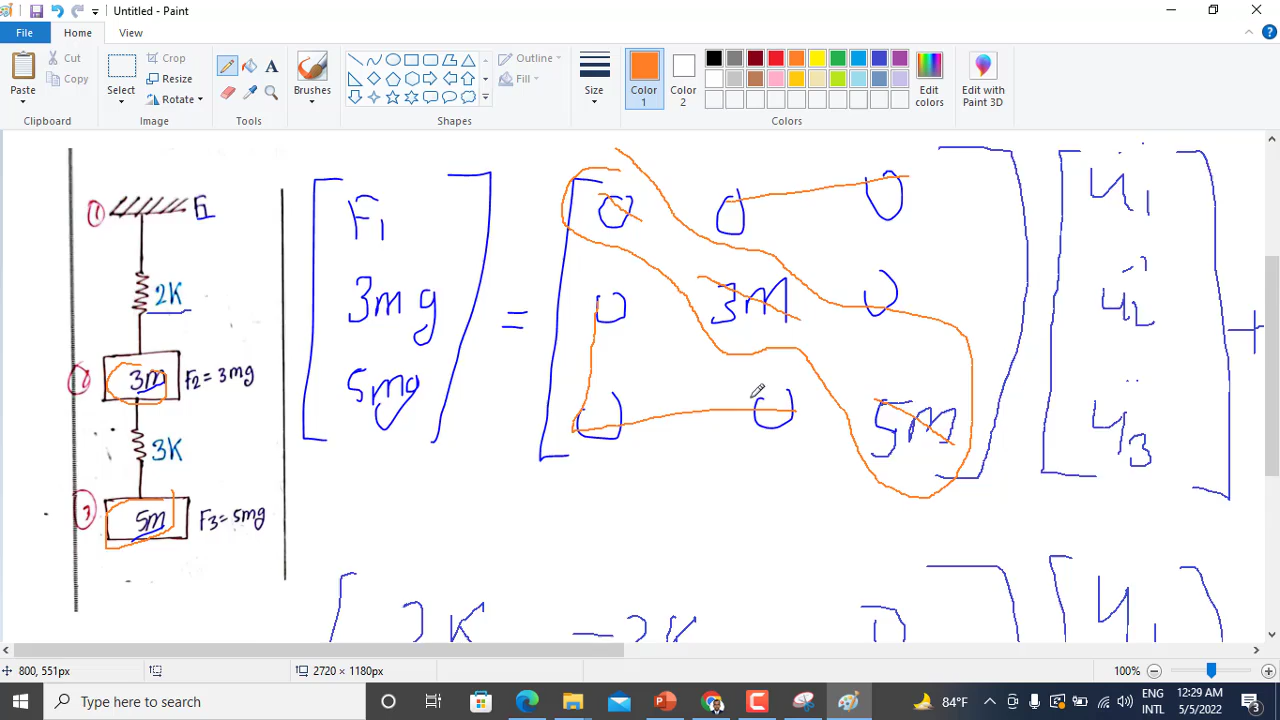 Untitled - Paint
File
Home
View
Paste
Cut
Copy
Clipboard
Select
Crop
Resize
Rotate
Image
Tools
Brushes
Shapes
Outline
Fill
Size
Color 1
Color 2
Edit colors
Edit with Paint 3D
Colors
① F1
2K
② 3m F2 = 3mg
3K
③ 5m F3 = 5mg
F1
3mg
5mg
=
0 0 0
0 3M 0
0 0 5m
ü1
ü2
ü3
+
2K -2K 0
u1
800, 551px
2720 × 1180px
100%
Type here to search
84°F
ENG
INTL
12:29 AM
5/5/2022
3